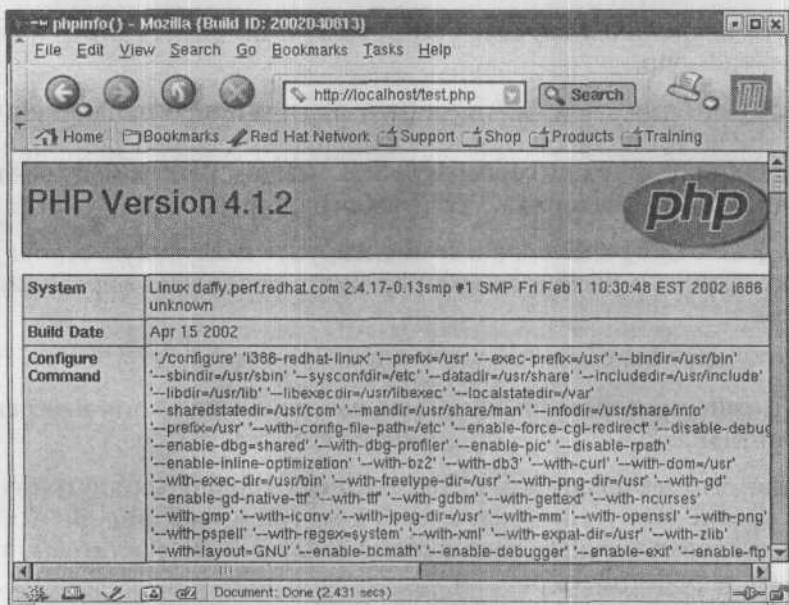 phpinfo() - Mozilla {Build ID: 2002040813}
File Edit View Search Go Bookmarks Tasks Help
http://localhost/test.php Search
Home Bookmarks Red Hat Network Support Shop Products Training
PHP Version 4.1.2
php
System Linux daffy.perf.redhat.com 2.4.17-0.13smp #1 SMP Fri Feb 1 10:30:48 EST 2002 i686
unknown
Build Date Apr 15 2002
Configure './configure' 'i386-redhat-linux' '--prefix=/usr' '--exec-prefix=/usr' '--bindir=/usr/bin'
Command '--sbindir=/usr/sbin' '--sysconfdir=/etc' '--datadir=/usr/share' '--includedir=/usr/include'
'--libdir=/usr/lib' '--libexecdir=/usr/libexec' '--localstatedir=/var'
'--sharedstatedir=/usr/com' '--mandir=/usr/share/man' '--infodir=/usr/share/info'
'--prefix=/usr' '--with-config-file-path=/etc' '--enable-force-cgi-redirect' '--disable-debug
'--enable-dbg=shared' '--with-dbg-profiler' '--enable-pic' '--disable-rpath'
'--enable-inline-optimization' '--with-bz2' '--with-db3' '--with-curl' '--with-dom=/usr'
'--with-exec-dir=/usr/bin' '--with-freetype-dir=/usr' '--with-png-dir=/usr' '--with-gd'
'--enable-gd-native-ttf' '--with-ttf' '--with-gdbm' '--with-gettext' '--with-ncurses'
'--with-gmp' '--with-iconv' '--with-jpeg-dir=/usr' '--with-mm' '--with-openssl' '--with-png'
'--with-pspell' '--with-regex=system' '--with-xml' '--with-expat-dir=/usr' '--with-zlib'
'--with-layout=GNU' '--enable-bcmath' '--enable-debugger' '--enable-exif' '--enable-ftp'
Document: Done (2.431 secs)